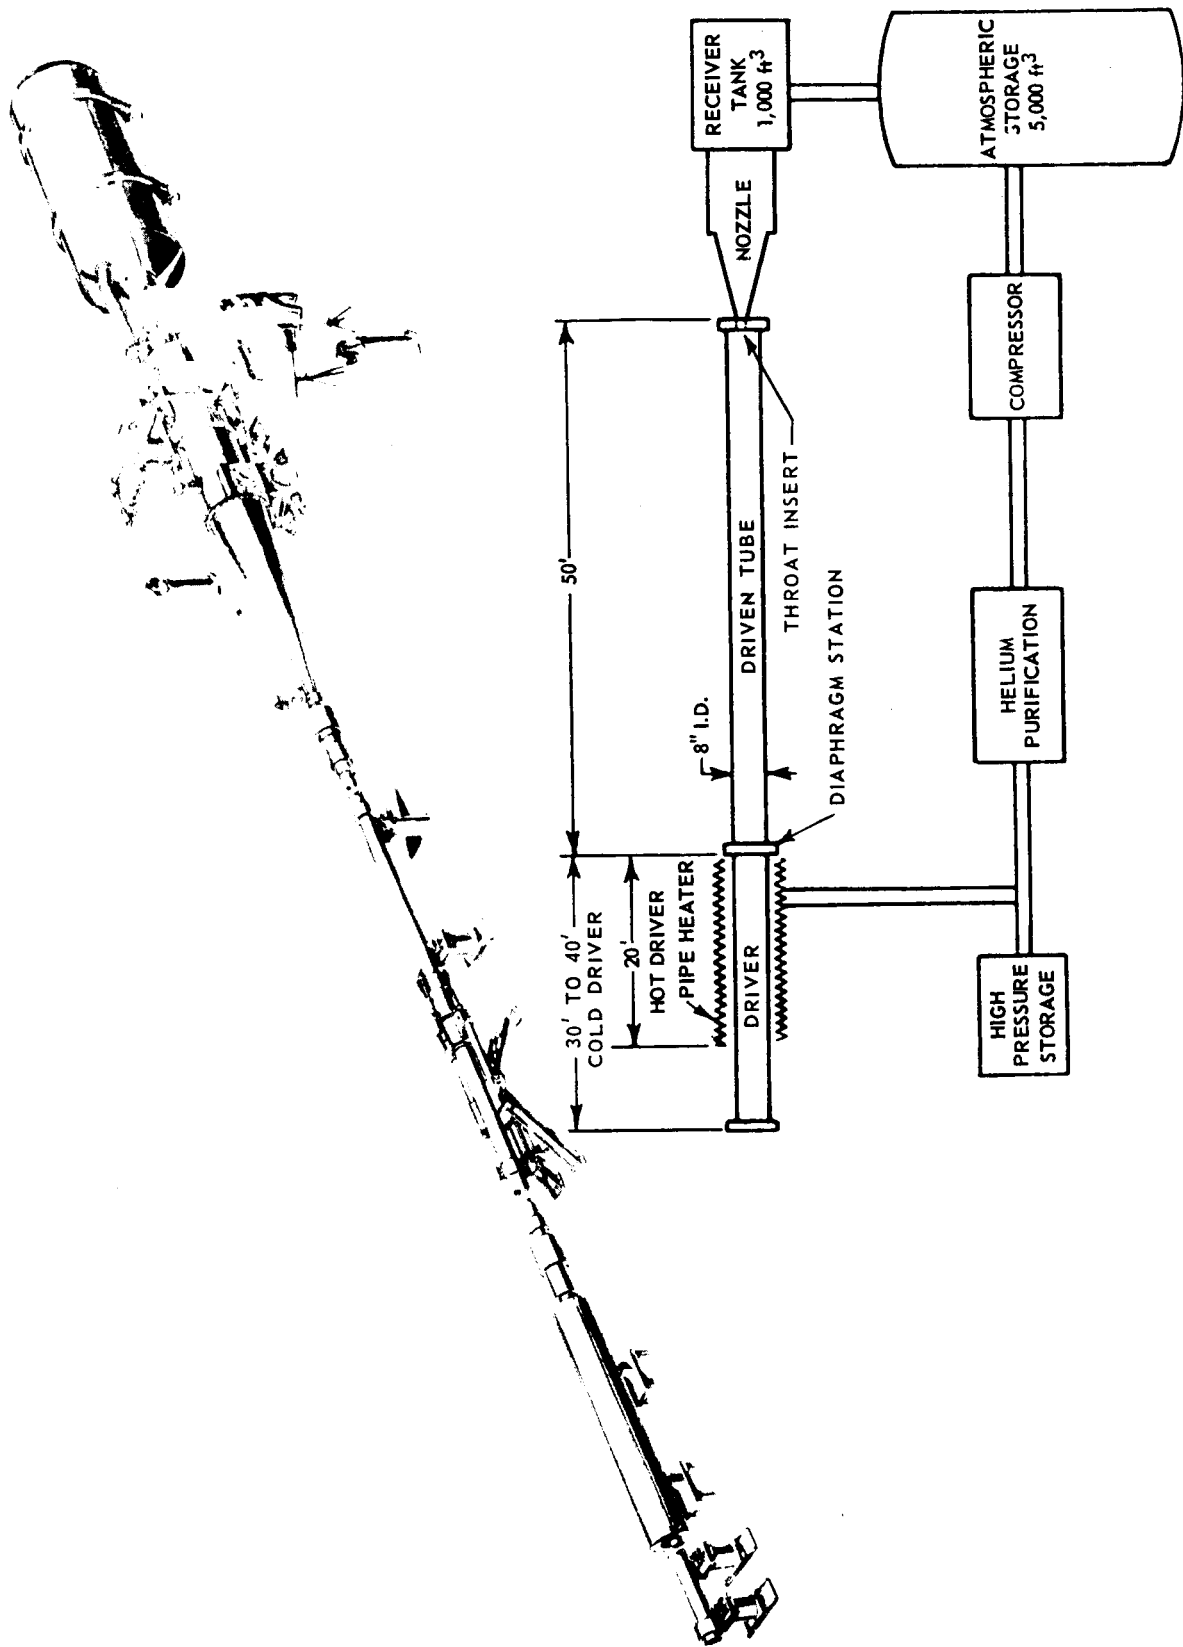 30' TO 40'
COLD DRIVER
20'
HOT DRIVER
PIPE HEATER
50'
8" I.D.
DRIVER
DRIVEN TUBE
NOZZLE
RECEIVER
TANK
1,000 ft³
THROAT INSERT
DIAPHRAGM STATION
HIGH
PRESSURE
STORAGE
HELIUM
PURIFICATION
COMPRESSOR
ATMOSPHERIC
STORAGE
5,000 ft³